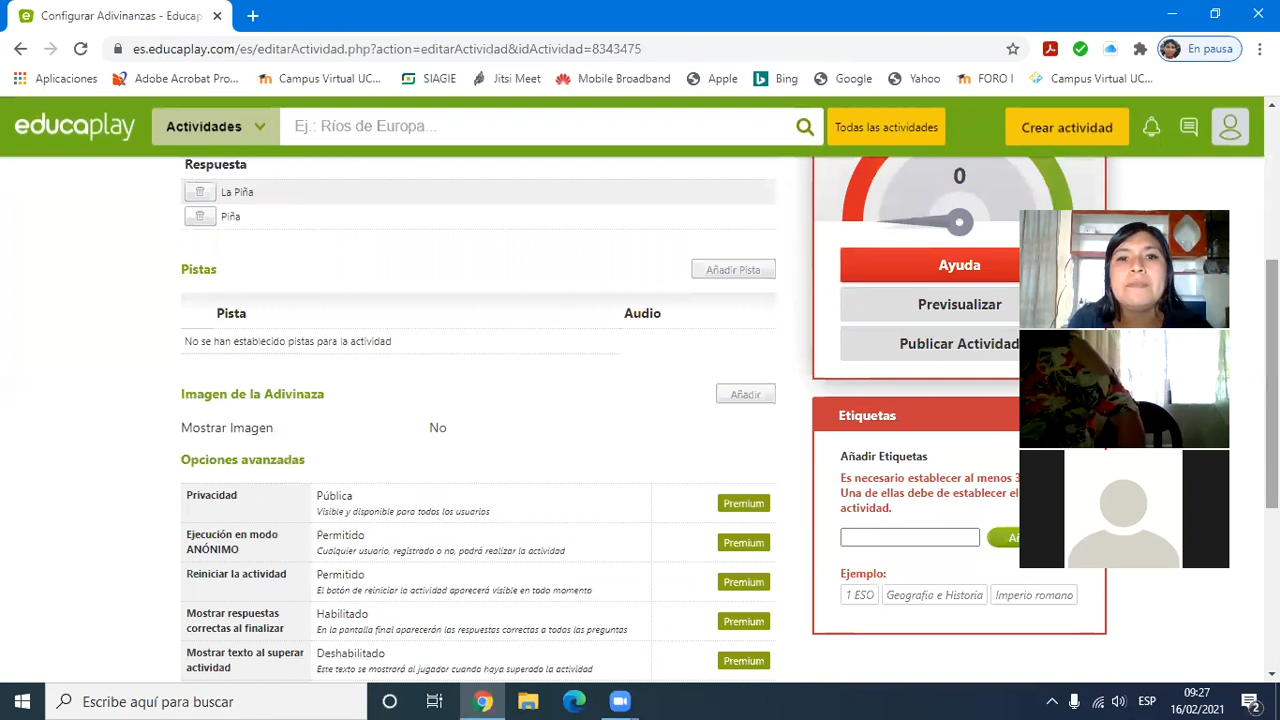 Configurar Adivinanzas - Educap
es.educaplay.com/es/editarActividad.php?action=editarActividad&idActividad=8343475
En pausa
Aplicaciones
Adobe Acrobat Pro...
Campus Virtual UC...
SIAGIE
Jitsi Meet
Mobile Broadband
Apple
Bing
Google
Yahoo
FORO I
Campus Virtual UC...
educaplay
Actividades
Ej.: Ríos de Europa...
Todas las actividades
Crear actividad
Respuesta
La Piña
Piña
Pistas
Añadir Pista
Pista
Audio
No se han establecido pistas para la actividad
Imagen de la Adivinaza
Añadir
Mostrar Imagen
No
Opciones avanzadas
Privacidad
Pública
Visible y disponible para todos los usuarios
Premium
Ejecución en modo
ANÓNIMO
Permitido
Cualquier usuario, registrado o no, podrá realizar la actividad
Premium
Reiniciar la actividad
Permitido
El botón de reiniciar la actividad aparecerá visible en todo momento
Premium
Mostrar respuestas
correctas al finalizar
Habilitado
En la pantalla final aparecerán las respuestas correctas a todas las preguntas
Premium
Mostrar texto al superar
actividad
Deshabilitado
Este texto se mostrará al jugador cuando haya superado la actividad
Premium
0
Ayuda
Previsualizar
Publicar Actividad
Etiquetas
Añadir Etiquetas
Es necesario establecer al menos 3
Una de ellas debe de establecer el
actividad.
Ejemplo:
1 ESO
Geografia e Historia
Imperio romano
Escribe aquí para buscar
ESP
09:27
16/02/2021
2